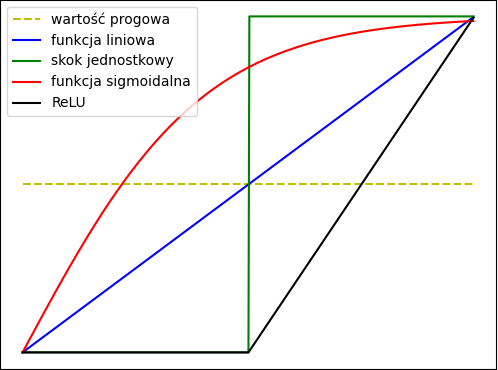 wartość progowa
funkcja liniowa
skok jednostkowy
funkcja sigmoidalna
ReLU